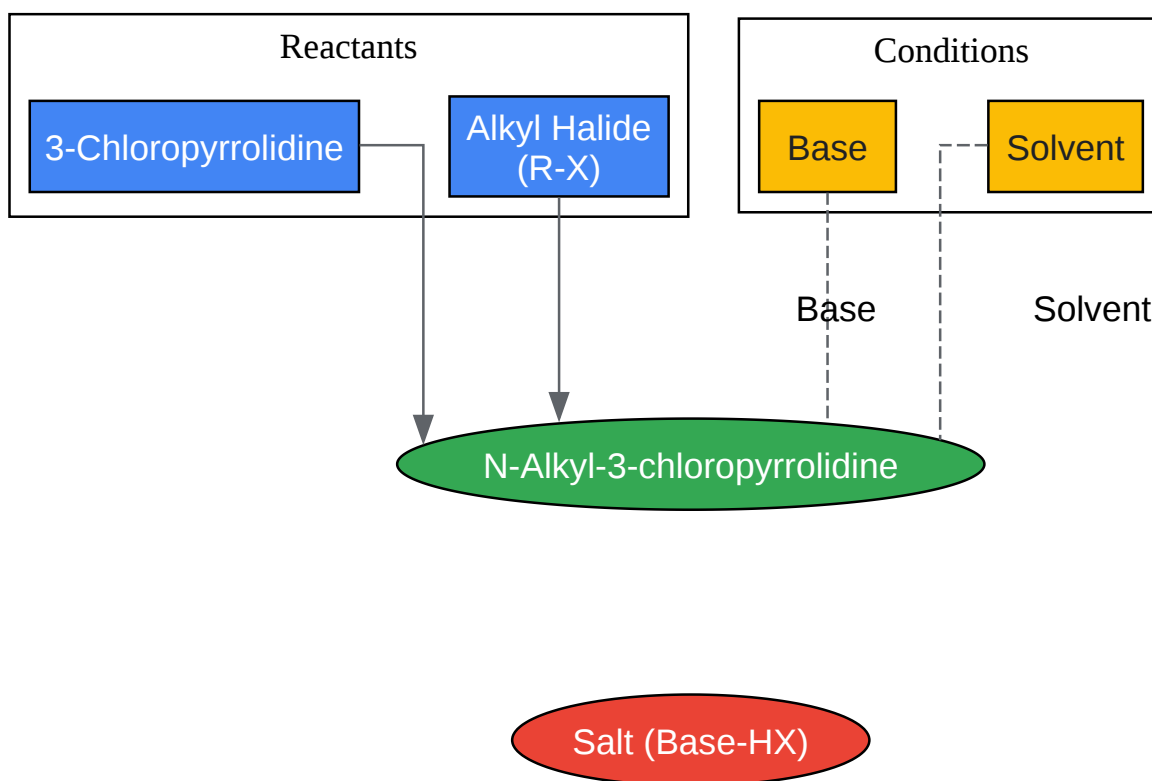 Reactants
Conditions
3-Chloropyrrolidine
Alkyl Halide
(R-X)
Base
Solvent
Base
Solvent
N-Alkyl-3-chloropyrrolidine
Salt (Base-HX)